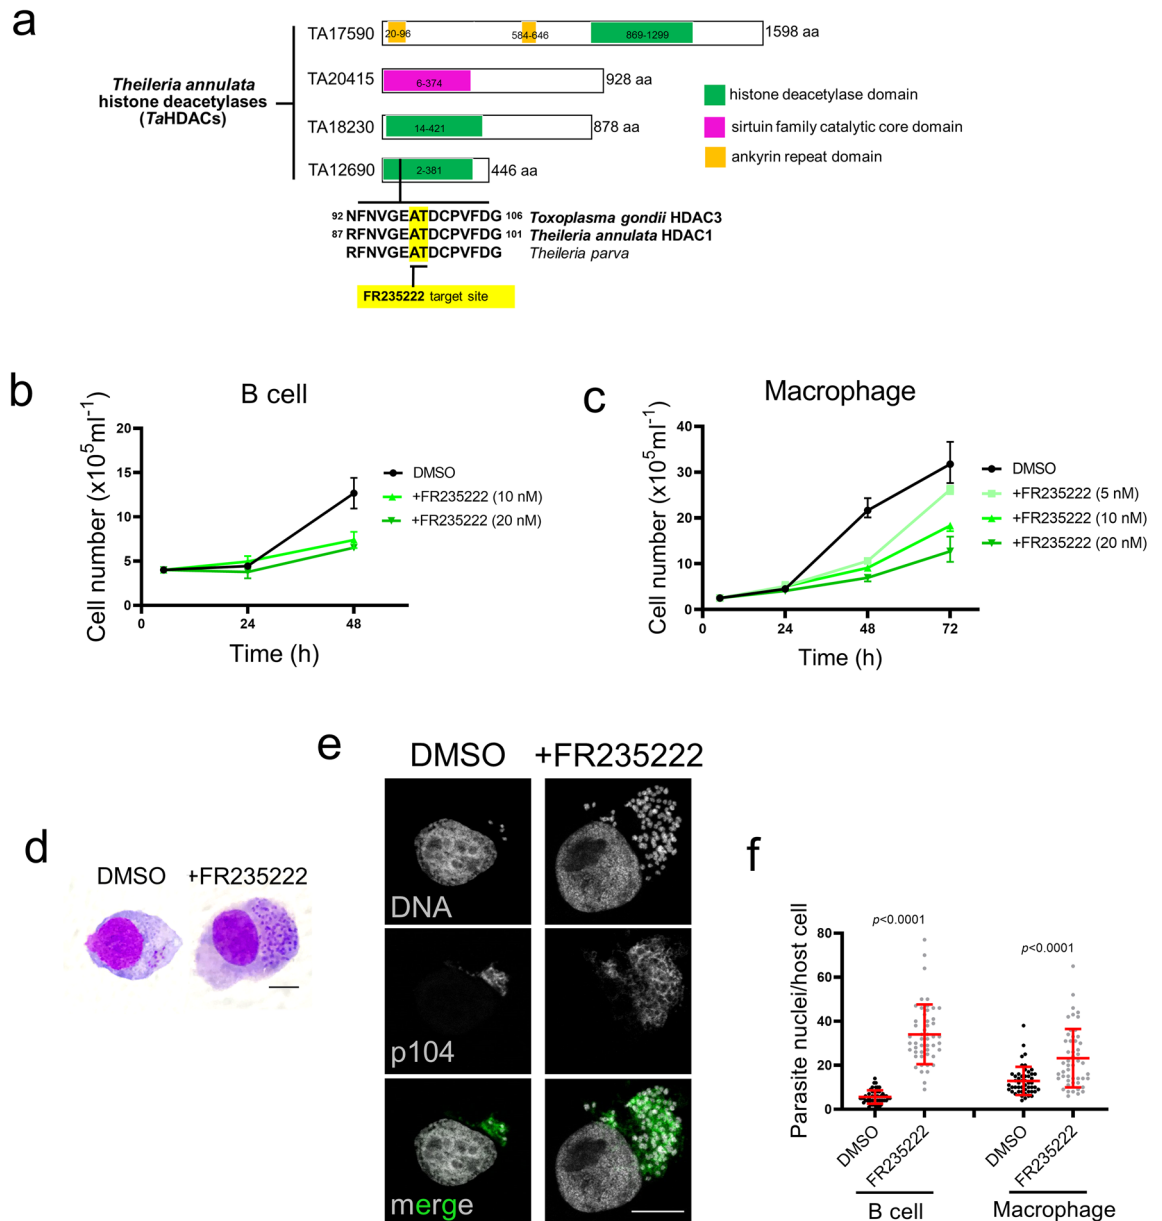 a
Theileria annulata
histone deacetylases
(TaHDACs)
TA17590
20-96
584-646
869-1299
1598 aa
TA20415
6-374
928 aa
TA18230
14-421
878 aa
TA12690
2-381
446 aa
histone deacetylase domain
sirtuin family catalytic core domain
ankyrin repeat domain
92 NFNVGEATDCPVFDG 106 Toxoplasma gondii HDAC3
87 RFNVGEATDCPVFDG 101 Theileria annulata HDAC1
RFNVGEATDCPVFDG Theileria parva
FR235222 target site
b
B cell
Cell number (x10⁵ml⁻¹)
20
15
10
5
0
0 24 48
Time (h)
DMSO
+FR235222 (10 nM)
+FR235222 (20 nM)
c
Macrophage
Cell number (x10⁵ml⁻¹)
40
30
20
10
0
0 24 48 72
Time (h)
DMSO
+FR235222 (5 nM)
+FR235222 (10 nM)
+FR235222 (20 nM)
d
DMSO +FR235222
e
DMSO +FR235222
DNA
p104
merge
f
Parasite nuclei/host cell
80
60
40
20
0
p<0.0001
p<0.0001
DMSO
FR235222
DMSO
FR235222
B cell
Macrophage